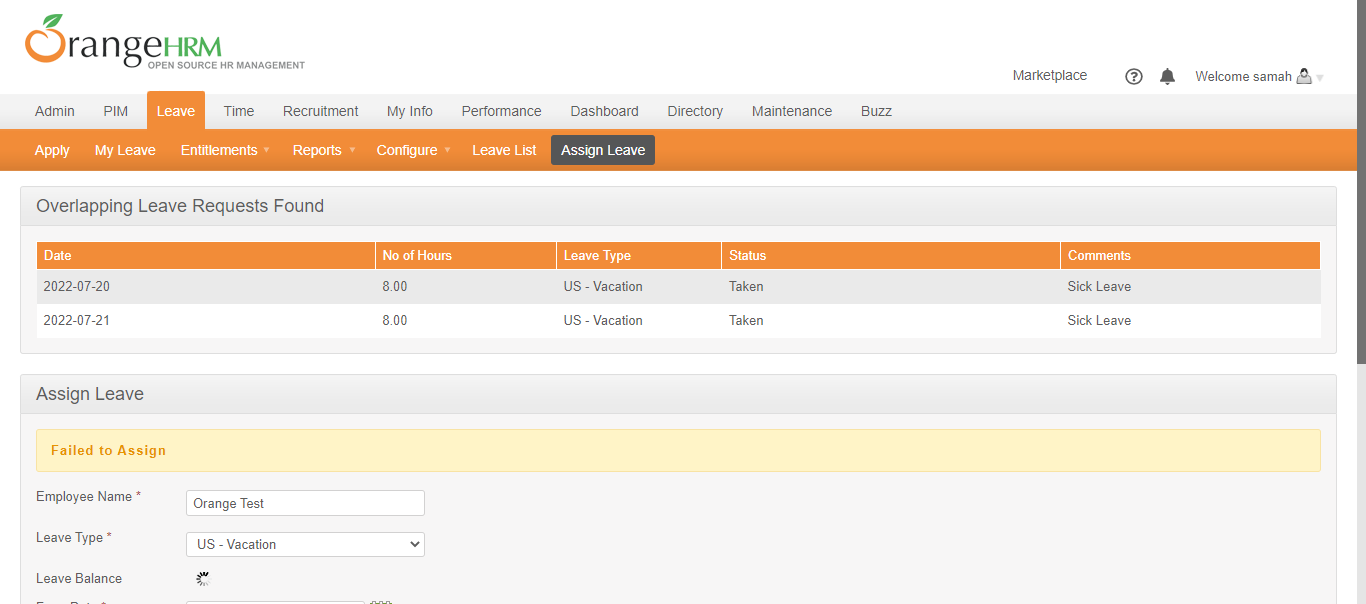 OrangeHRM
OPEN SOURCE HR MANAGEMENT
Marketplace ? Welcome samah
Admin PIM Leave Time Recruitment My Info Performance Dashboard Directory Maintenance Buzz
Apply My Leave Entitlements Reports Configure Leave List Assign Leave
Overlapping Leave Requests Found
Date No of Hours Leave Type Status Comments
2022-07-20 8.00 US - Vacation Taken Sick Leave
2022-07-21 8.00 US - Vacation Taken Sick Leave
Assign Leave
Failed to Assign
Employee Name * Orange Test
Leave Type * US - Vacation
Leave Balance